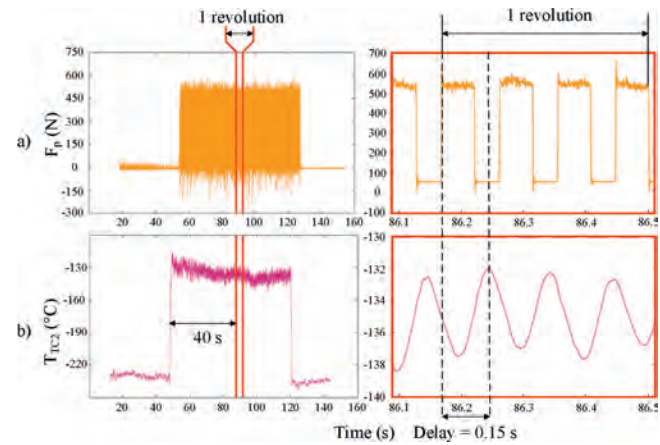 1 revolution
1 revolution
a)
F_p (N)
750
600
450
300
150
0
-150
-300
0 20 40 60 80 100 120 140 160
700
600
500
400
300
200
100
0
-100
86.1 86.2 86.3 86.4 86.5
b)
T_TC2 (°C)
-130
-160
-190
-220
40 s
20 40 60 80 100 120 140 160
-130
-132
-134
-136
-138
-140
86.1 86.2 86.3 86.4 86.5
Time (s) Delay = 0.15 s